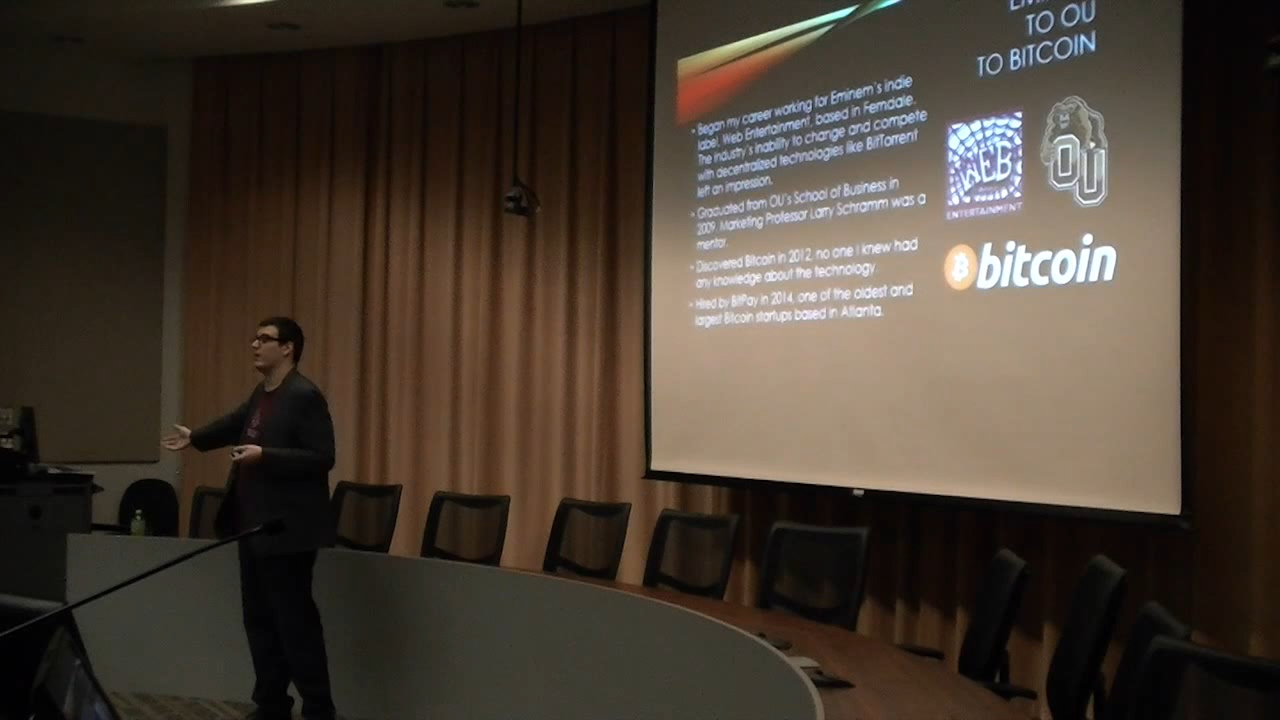 TO OU
TO BITCOIN
• Began my career working for Eminem's indie
label, Web Entertainment, based in Ferndale.
The industry's inability to change and compete
with decentralized technologies like BitTorrent
left an impression.
• Graduated from OU's School of Business in
2009. Marketing Professor Larry Schramm was a
mentor.
• Discovered Bitcoin in 2012, no one I knew had
any knowledge about the technology.
• Hired by BitPay in 2014, one of the oldest and
largest Bitcoin startups based in Atlanta.
WEB
ENTERTAINMENT
OU
bitcoin